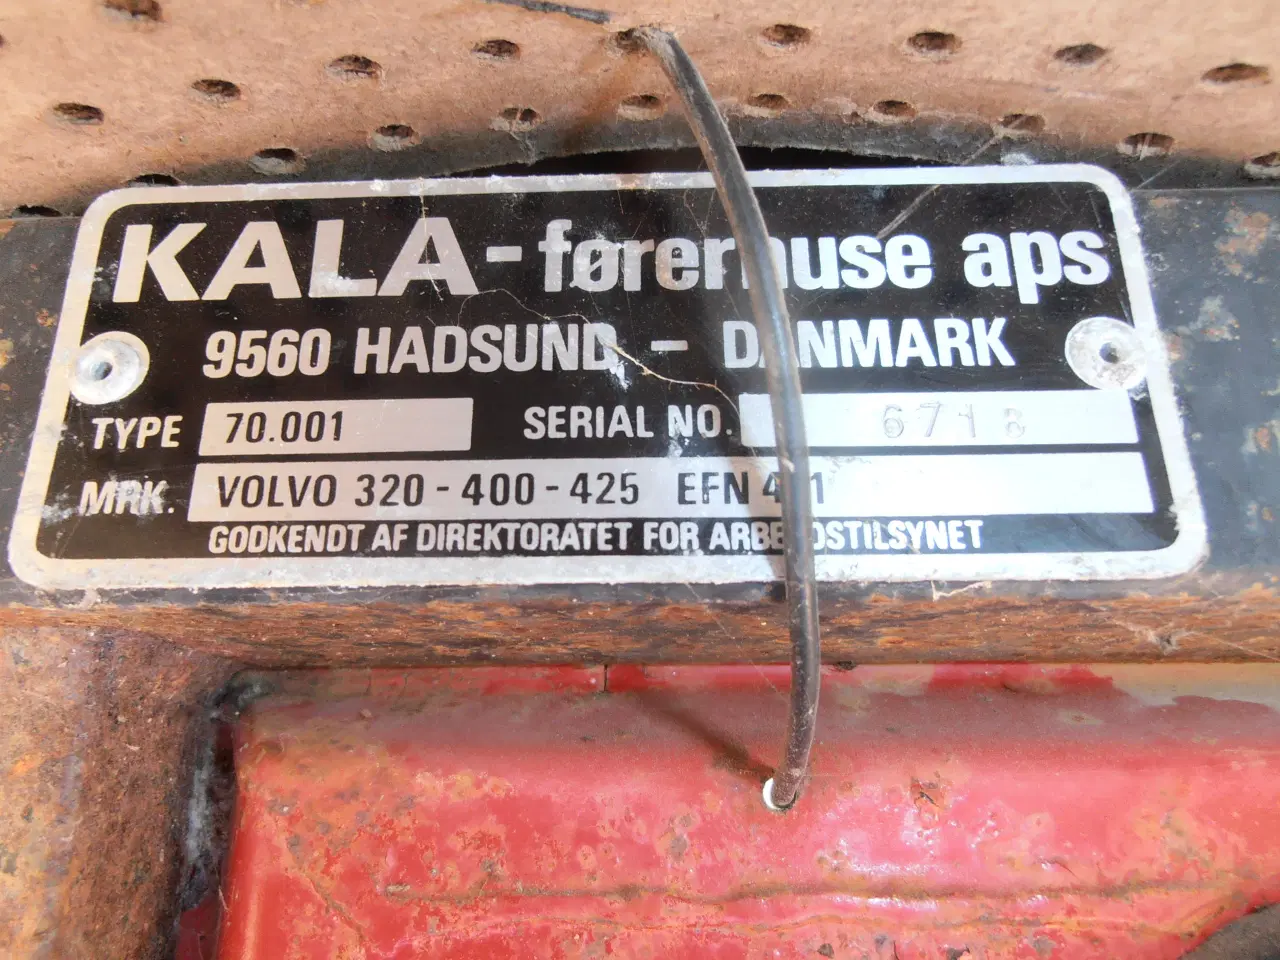 KALA-førerhuse aps
9560 HADSUND - DANMARK
TYPE 70.001 SERIAL NO. 6718
MRK. VOLVO 320-400-425 EFN
GODKENDT AF DIREKTORATET FOR ARBEJDSTILSYNET